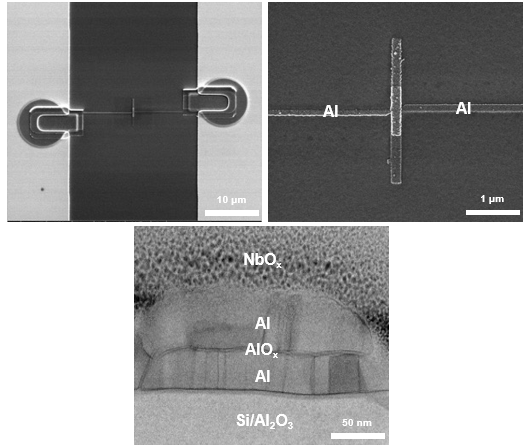 10 µm
Al
Al
1 µm
NbOₓ
Al
AlOₓ
Al
Si/Al₂O₃
50 nm